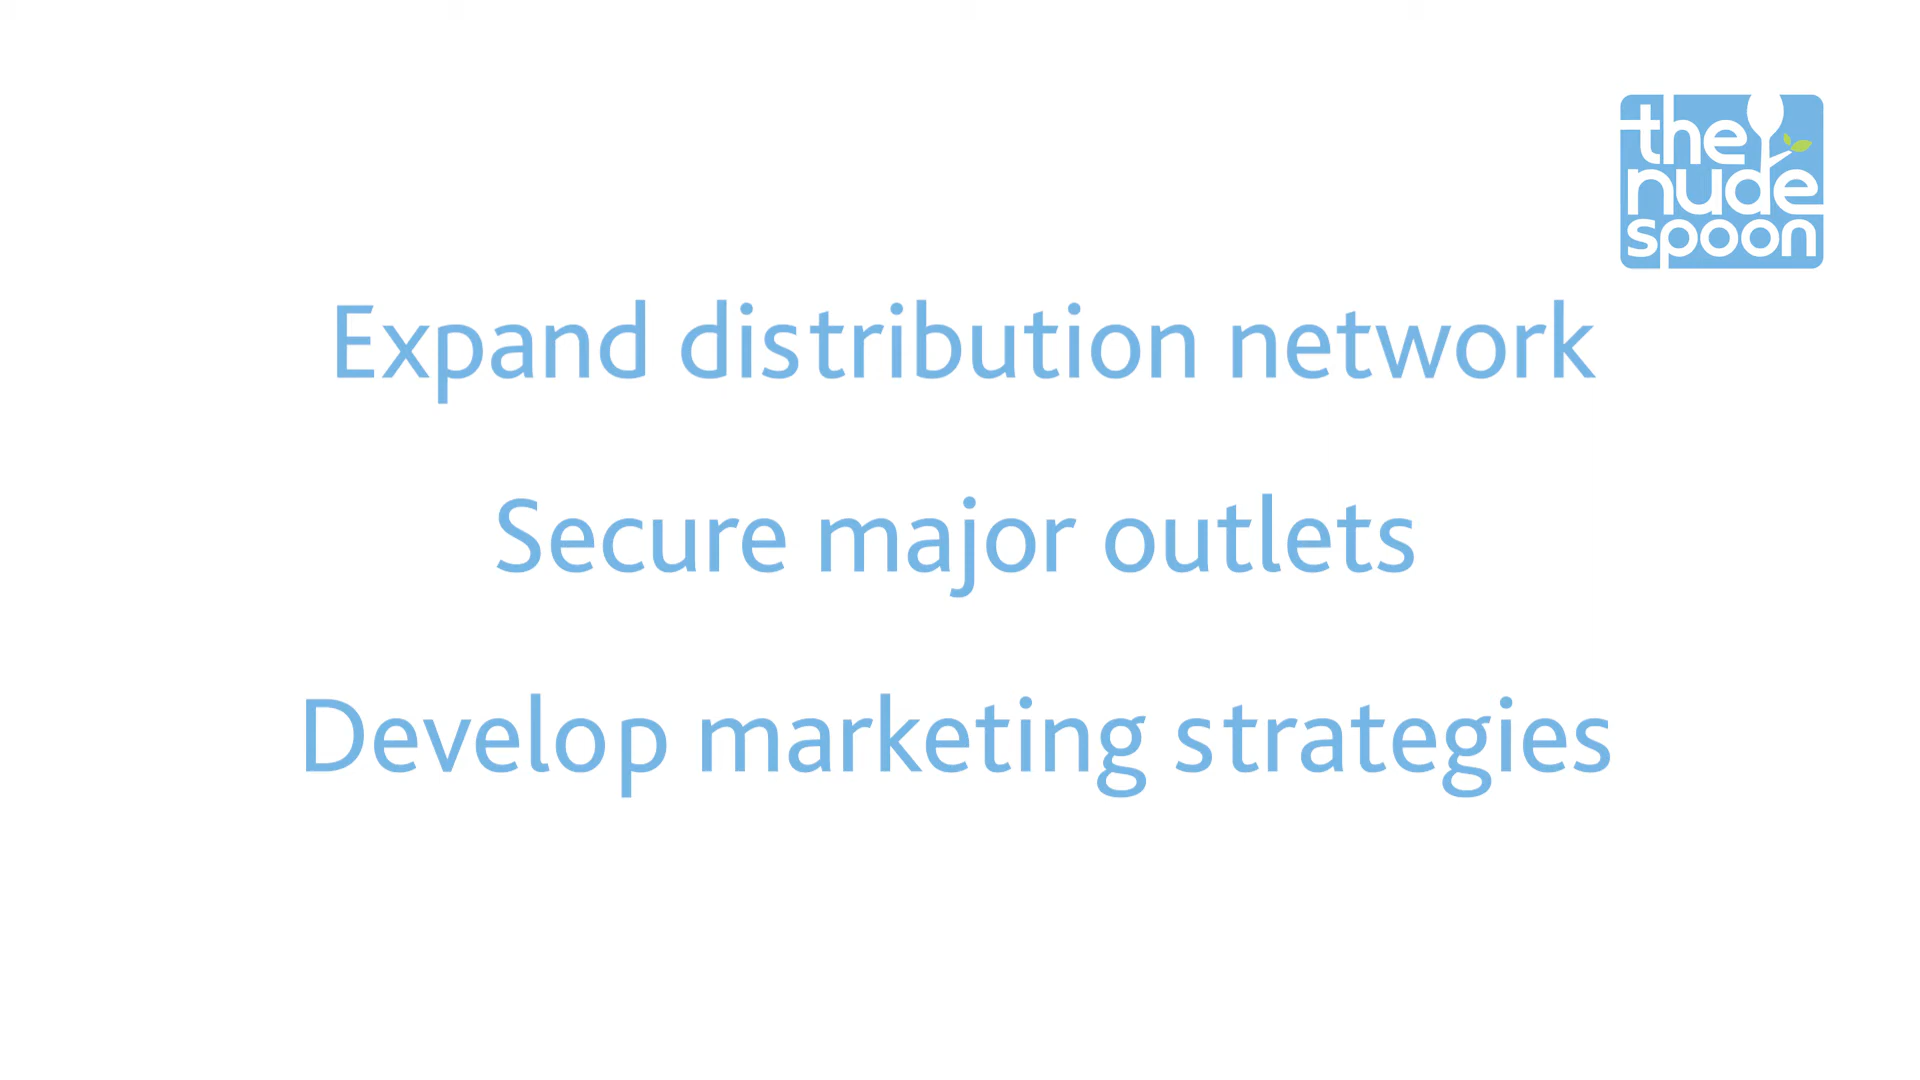 the
nude
spoon
Expand distribution network
Secure major outlets
Develop marketing strategies